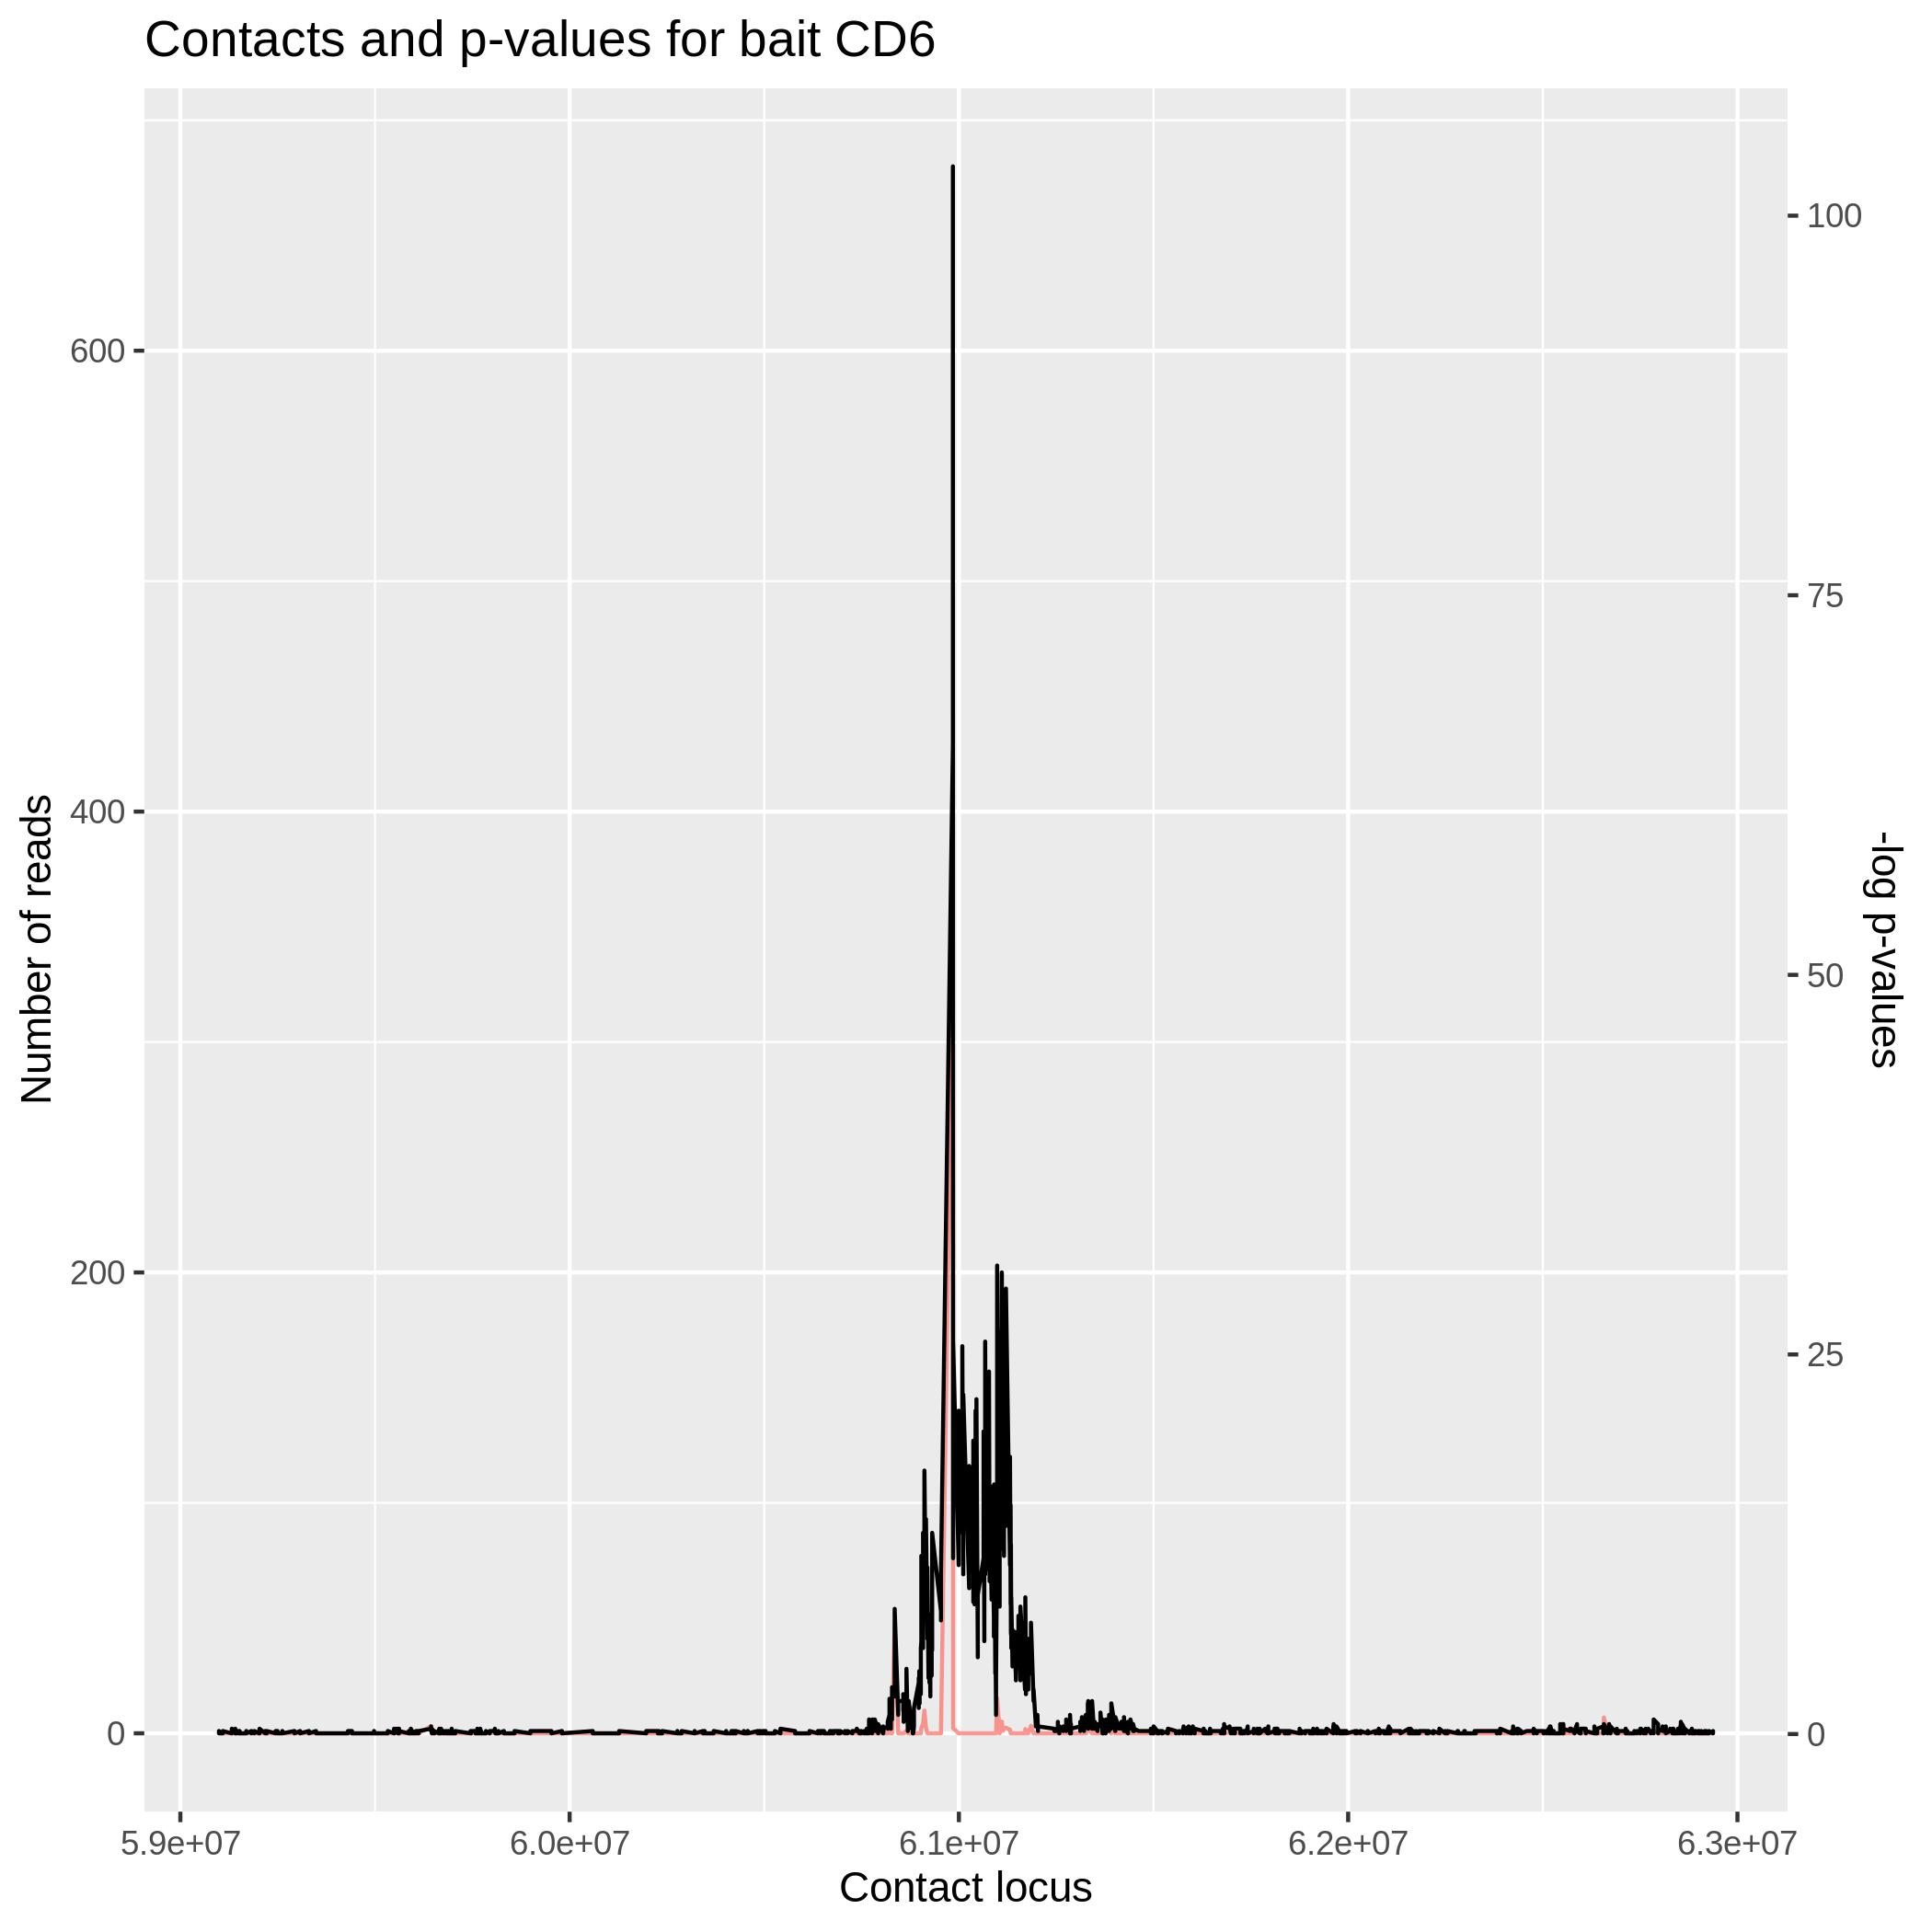 Contacts and p-values for bait CD6
Number of reads
600
400
200
0
100
75
50
25
0
-log p-values
5.9e+07 6.0e+07 6.1e+07 6.2e+07 6.3e+07
Contact locus